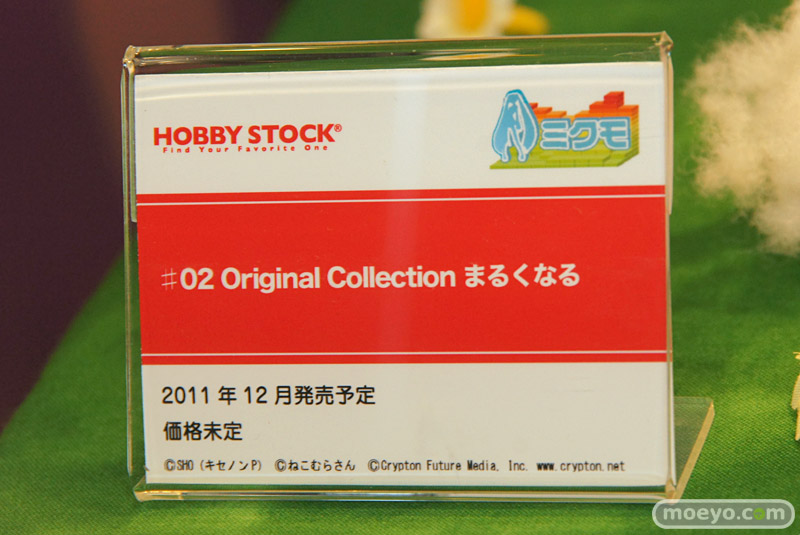 HOBBY STOCK®
Find Your Favorite One
ミクモ
♯02 Original Collection まるくなる
2011年12月発売予定
価格未定
©SHO（キセノンP） ©ねこむらさん ©Crypton Future Media, Inc. www.crypton.net
moeyo.com